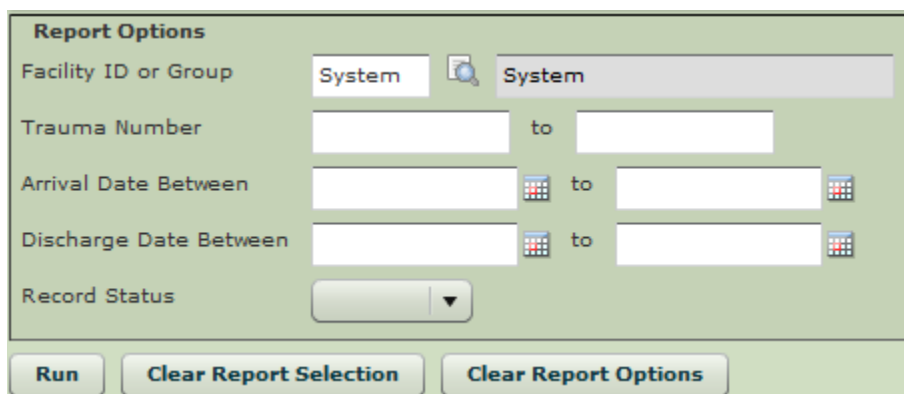 Report Options
Facility ID or Group System System
Trauma Number to
Arrival Date Between to
Discharge Date Between to
Record Status
Run Clear Report Selection Clear Report Options